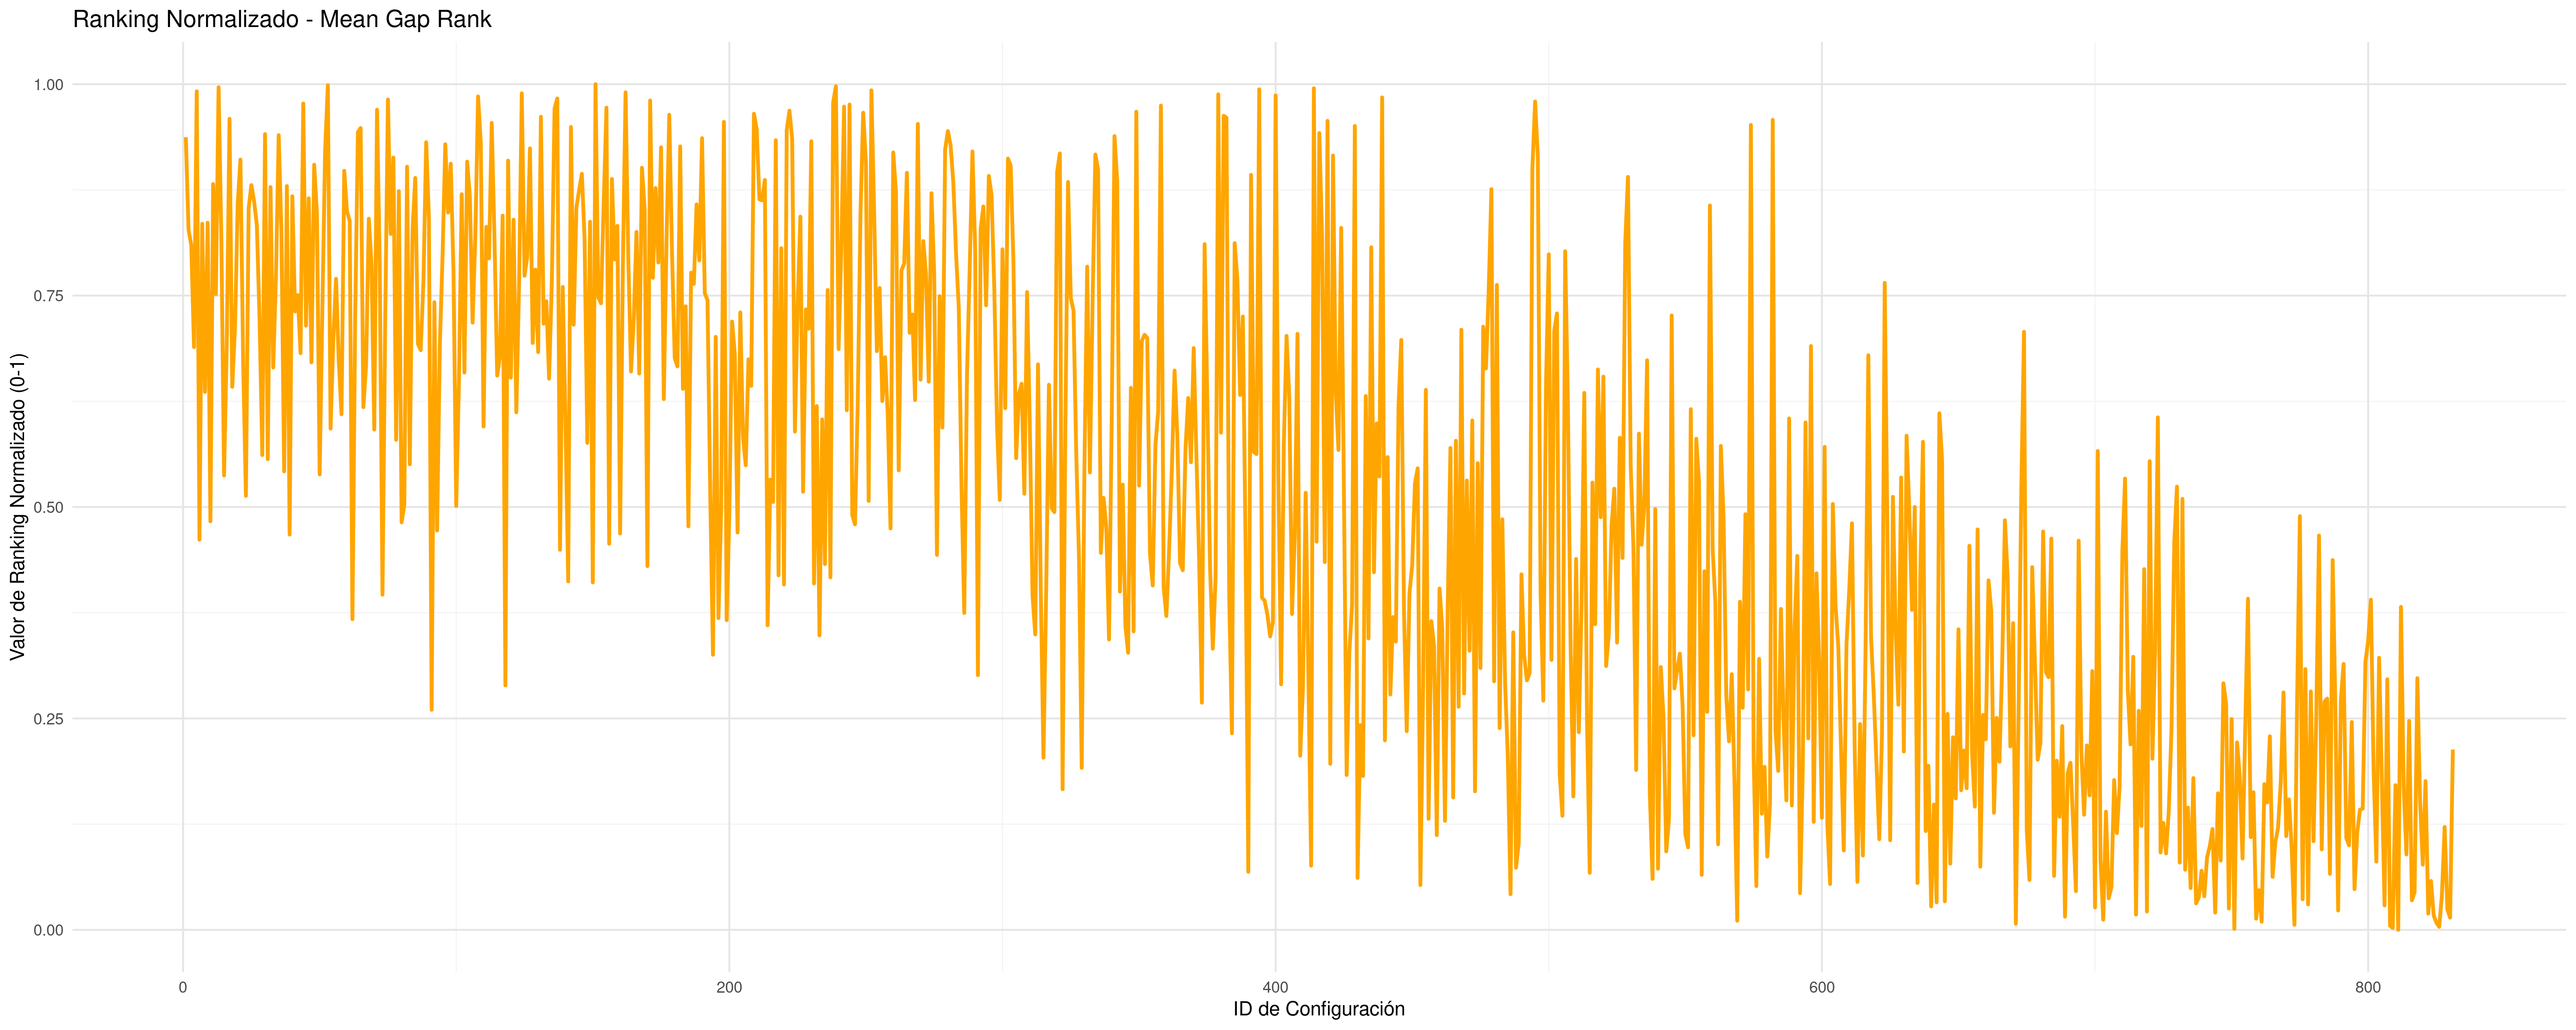 Ranking Normalizado - Mean Gap Rank
Valor de Ranking Normalizado (0-1)
1.00
0.75
0.50
0.25
0.00
0 200 400 600 800
ID de Configuración